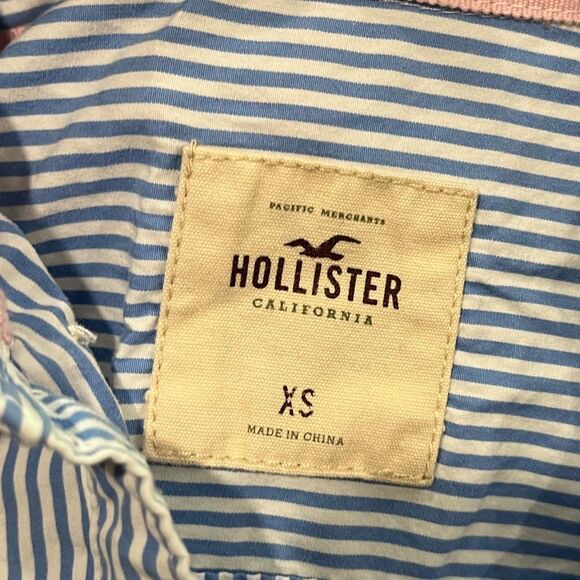 PACIFIC MERCHANTS
HOLLISTER
CALIFORNIA
XS
MADE IN CHINA